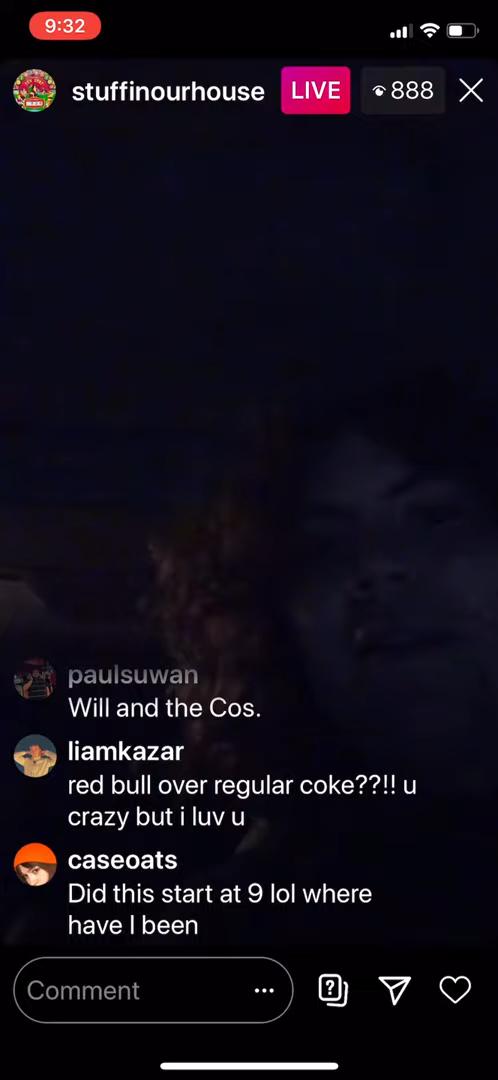 9:32
stuffinourhouse LIVE 888
paulsuwan
Will and the Cos.
liamkazar
red bull over regular coke??!! u
crazy but i luv u
caseoats
Did this start at 9 lol where
have I been
Comment